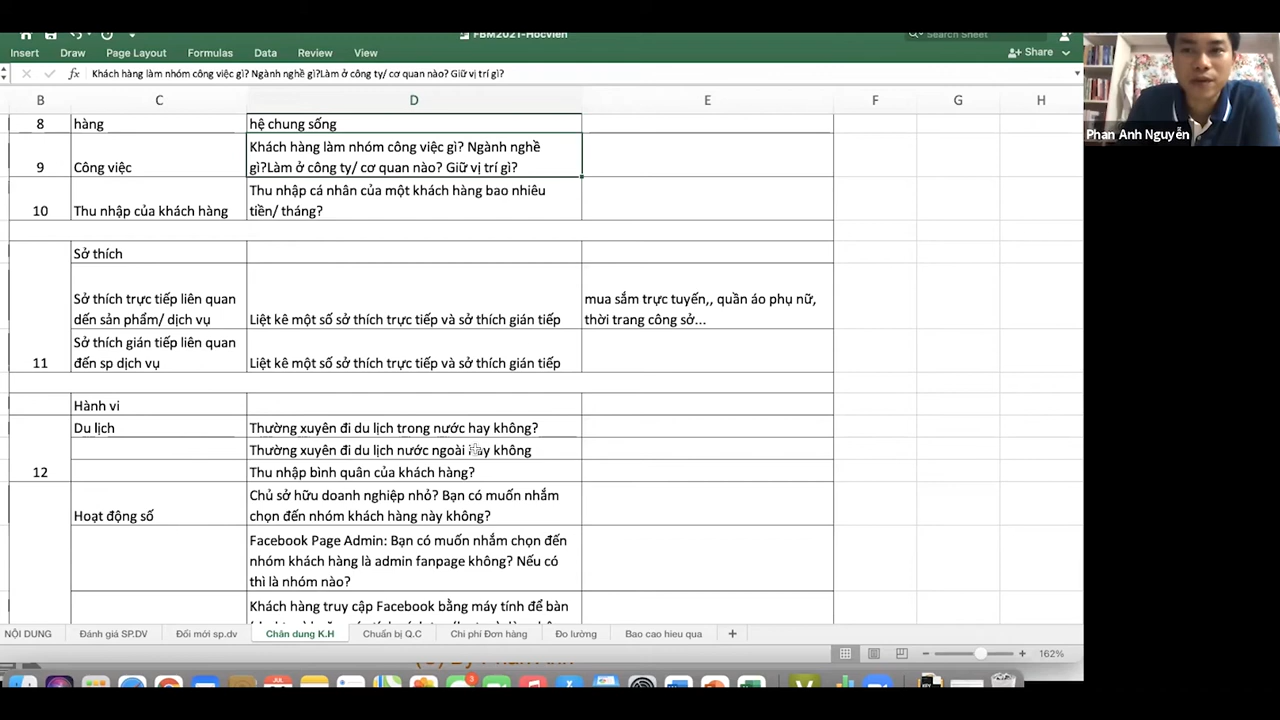 FBM2021-HocVien
Search Sheet
Insert Draw Page Layout Formulas Data Review View Share
fx Khách hàng làm nhóm công việc gì? Ngành nghề gì?Làm ở công ty/ cơ quan nào? Giữ vị trí gì?
Phan Anh Nguyễn
B C D E F G H
8 hàng hệ chung sống
Khách hàng làm nhóm công việc gì? Ngành nghề
9 Công việc gì?Làm ở công ty/ cơ quan nào? Giữ vị trí gì?
Thu nhập cá nhân của một khách hàng bao nhiêu
10 Thu nhập của khách hàng tiền/ tháng?
Sở thích
Sở thích trực tiếp liên quan mua sắm trực tuyến,, quần áo phụ nữ,
dến sản phẩm/ dịch vụ Liệt kê một số sở thích trực tiếp và sở thích gián tiếp thời trang công sở...
Sở thích gián tiếp liên quan
11 đến sp dịch vụ Liệt kê một số sở thích trực tiếp và sở thích gián tiếp
Hành vi
Du lịch Thường xuyên đi du lịch trong nước hay không?
Thường xuyên đi du lịch nước ngoài hay không
12 Thu nhập bình quân của khách hàng?
Chủ sở hữu doanh nghiệp nhỏ? Bạn có muốn nhắm
Hoạt động số chọn đến nhóm khách hàng này không?
Facebook Page Admin: Bạn có muốn nhắm chọn đến
nhóm khách hàng là admin fanpage không? Nếu có
thì là nhóm nào?
Khách hàng truy cập Facebook bằng máy tính để bàn
NỘI DUNG Đánh giá SP.DV Đổi mới sp.dv Chân dung K.H Chuẩn bị Q.C Chi phí Đơn hàng Đo lường Bao cao hieu qua + 162%
(C) By Phan Anh